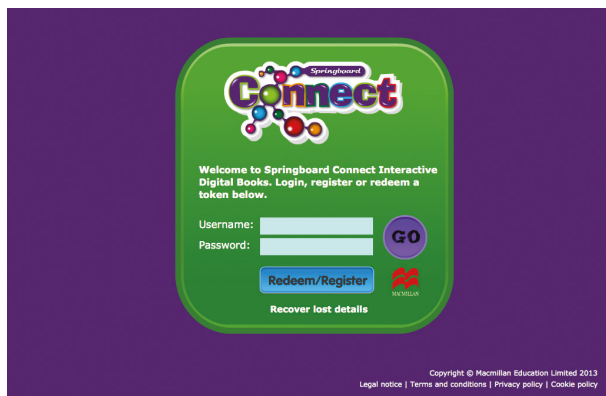 Springboard
Connect
Welcome to Springboard Connect Interactive
Digital Books. Login, register or redeem a
token below.
Username:
Password:
GO
Redeem/Register
MACMILLAN
Recover lost details
Copyright © Macmillan Education Limited 2013
Legal notice | Terms and conditions | Privacy policy | Cookie policy